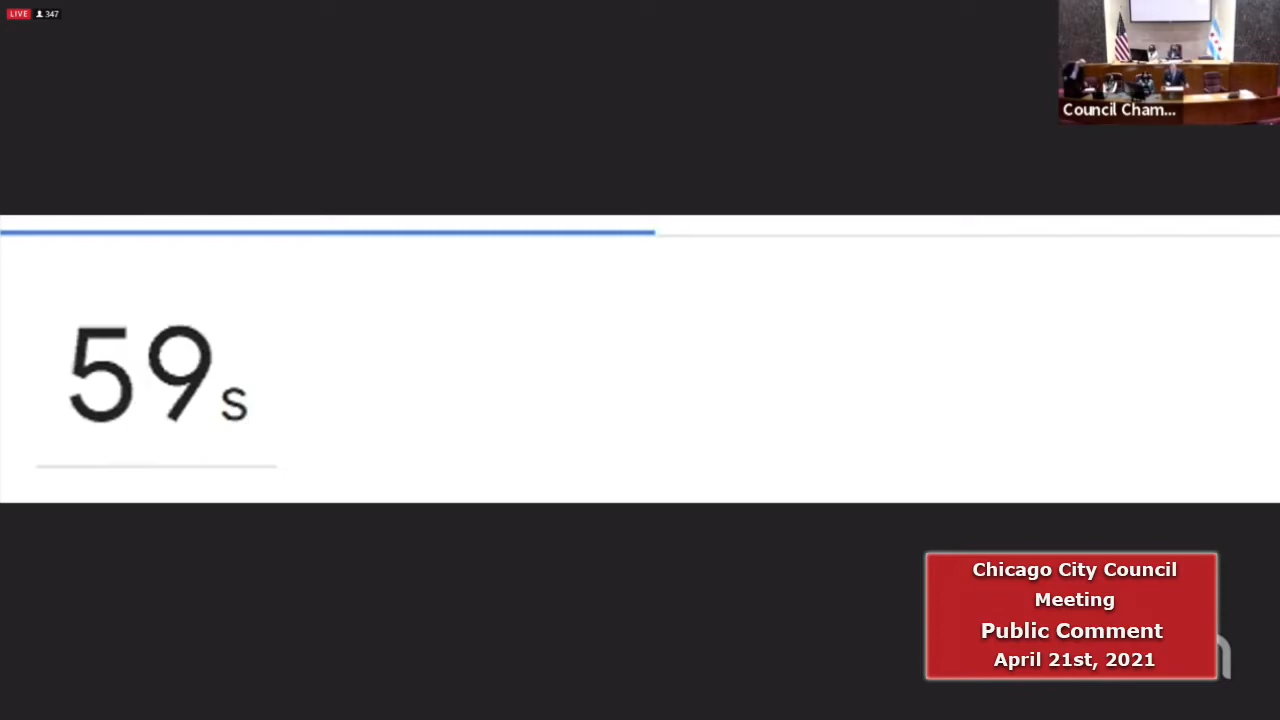 LIVE 347
Council Cham...
59s
Chicago City Council
Meeting
Public Comment
April 21st, 2021